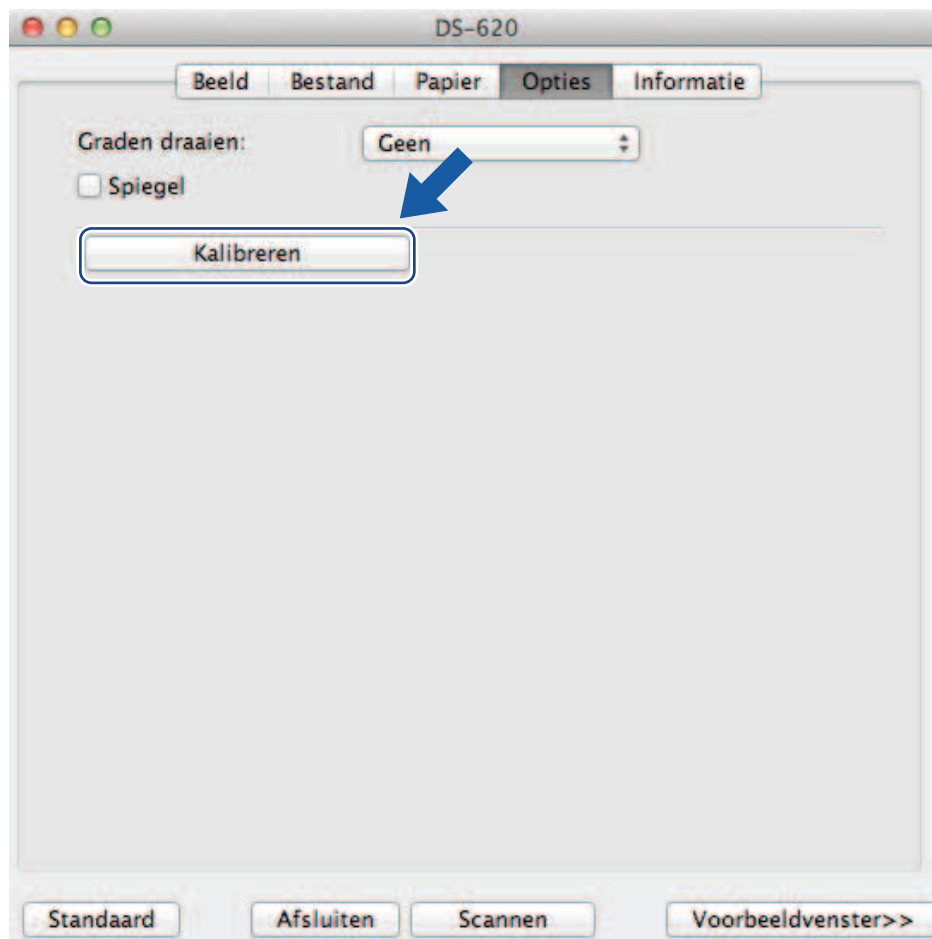 DS-620
Beeld Bestand Papier Opties Informatie
Graden draaien: Geen
Spiegel
Kalibreren
Standaard Afsluiten Scannen Voorbeeldvenster>>